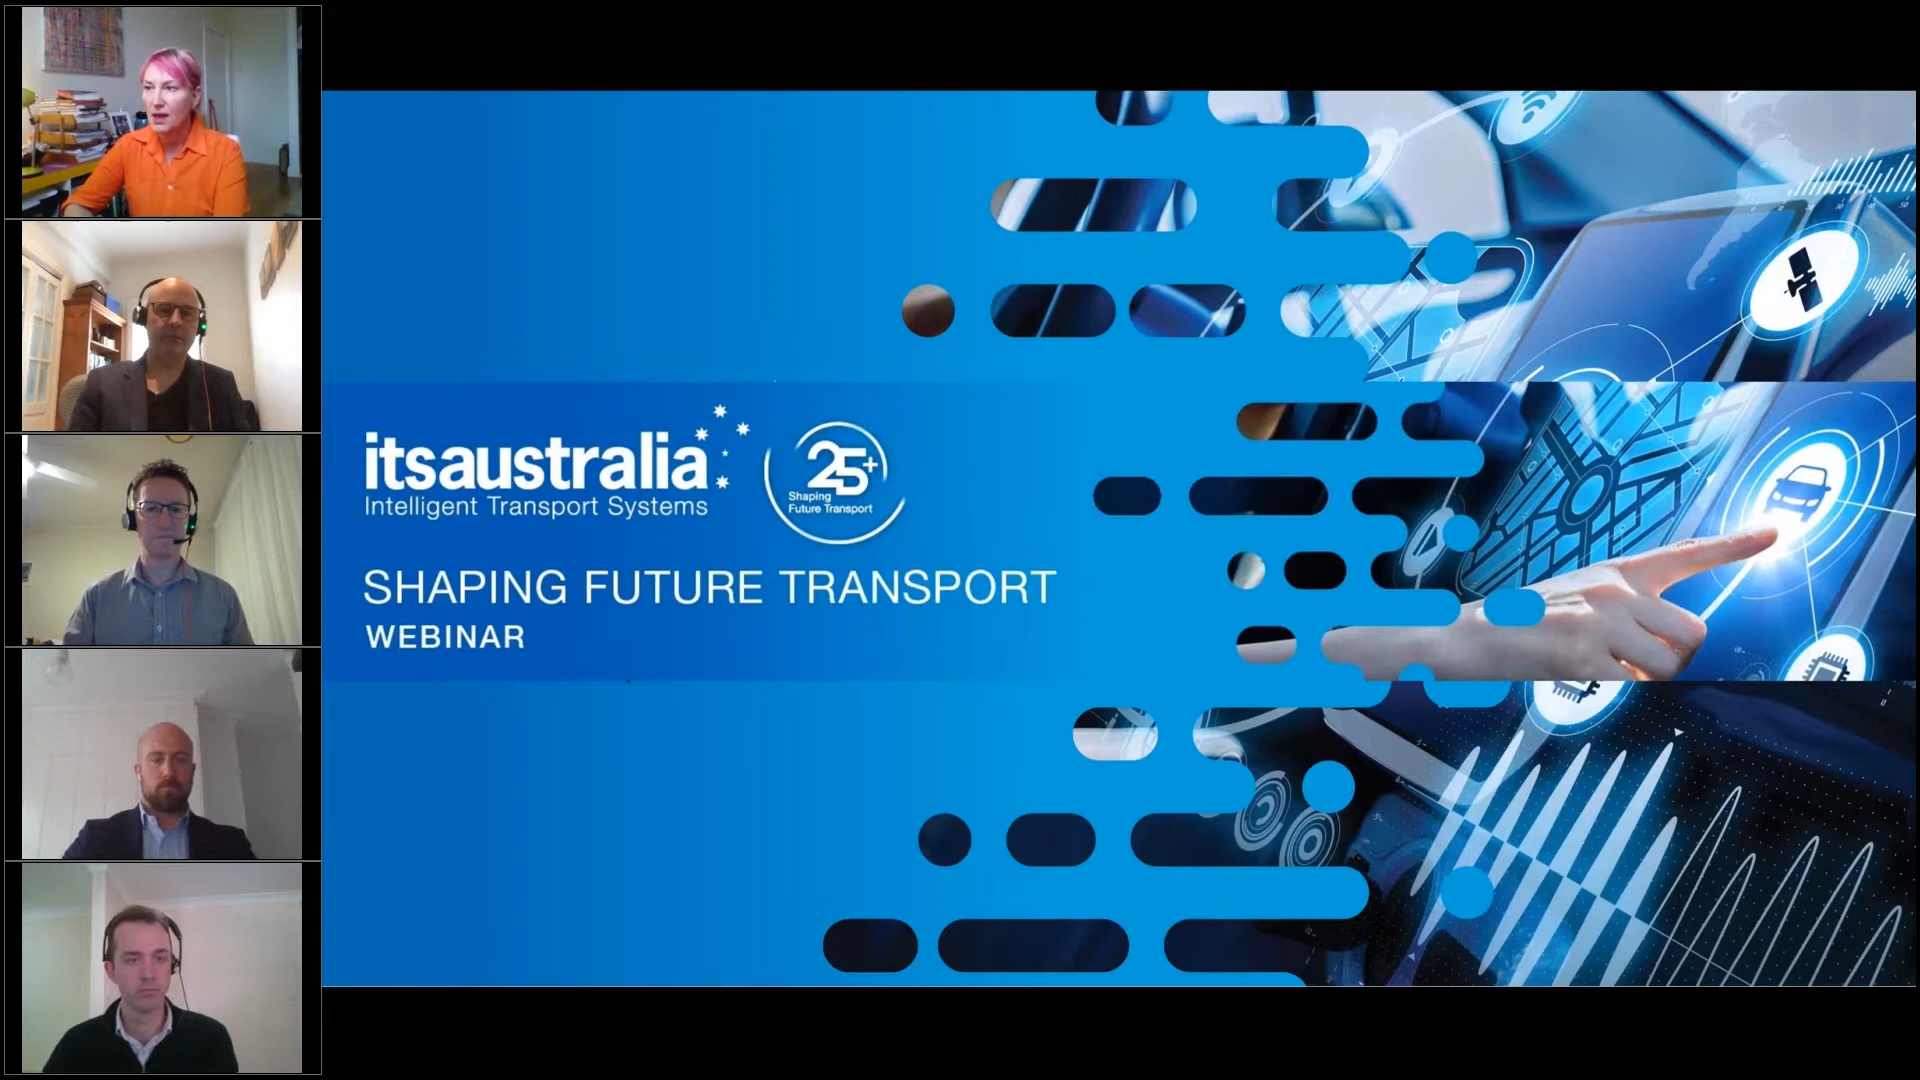 itsaustralia
Intelligent Transport Systems
25+
Shaping
Future Transport
SHAPING FUTURE TRANSPORT
WEBINAR